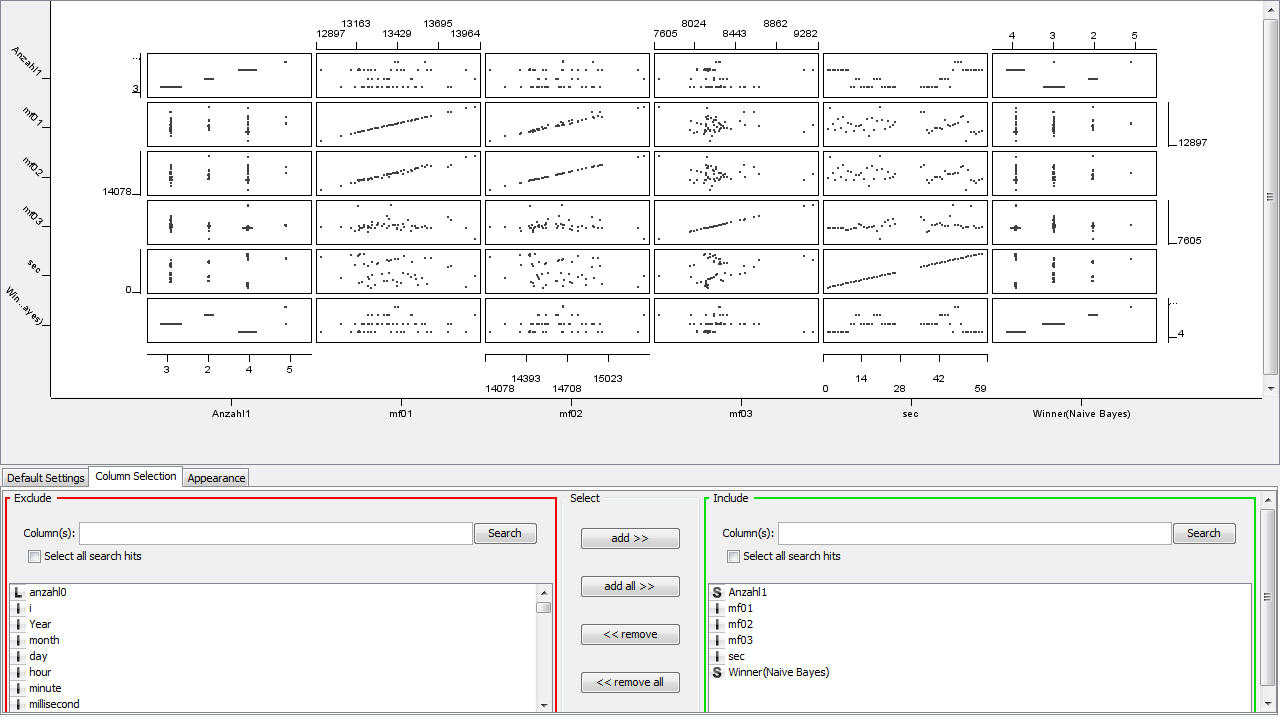 13163 13695
12897 13429 13964
8024 8862
7605 8443 9282
4 3 2 5
Anzahl1
...
3
mf01
12897
mf02
14078
mf03
7605
sec
0
Win...ayes)
...
4
3 2 4 5
14393 15023
14078 14708
14 42
0 28 59
Anzahl1 mf01 mf02 mf03 sec Winner(Naive Bayes)
Default Settings Column Selection Appearance
Exclude
Column(s): Search
Select all search hits
L anzahl0
I i
I Year
I month
I day
I hour
I minute
I millisecond
Select
add >>
add all >>
<< remove
<< remove all
Include
Column(s): Search
Select all search hits
S Anzahl1
I mf01
I mf02
I mf03
I sec
S Winner(Naive Bayes)